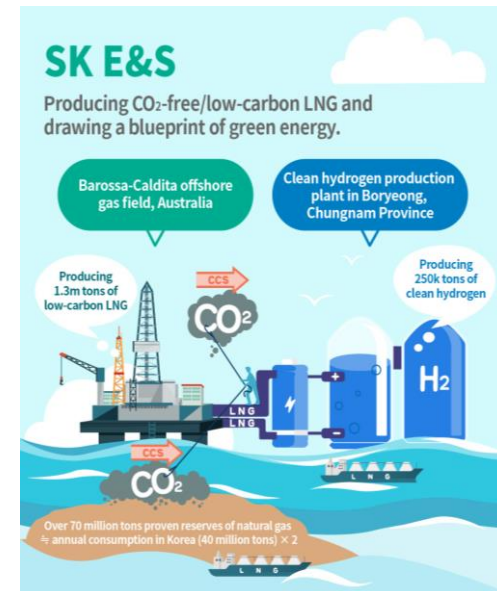 SK E&S
Producing CO₂-free/low-carbon LNG and
drawing a blueprint of green energy.
Barossa-Caldita offshore
gas field, Australia
Clean hydrogen production
plant in Boryeong,
Chungnam Province
Producing
1.3m tons of
low-carbon LNG
CCS
CO₂
Producing
250k tons of
clean hydrogen
H₂
LNG
LNG
CCS
CO₂
L N G
Over 70 million tons proven reserves of natural gas
≒ annual consumption in Korea (40 million tons) × 2
L N G